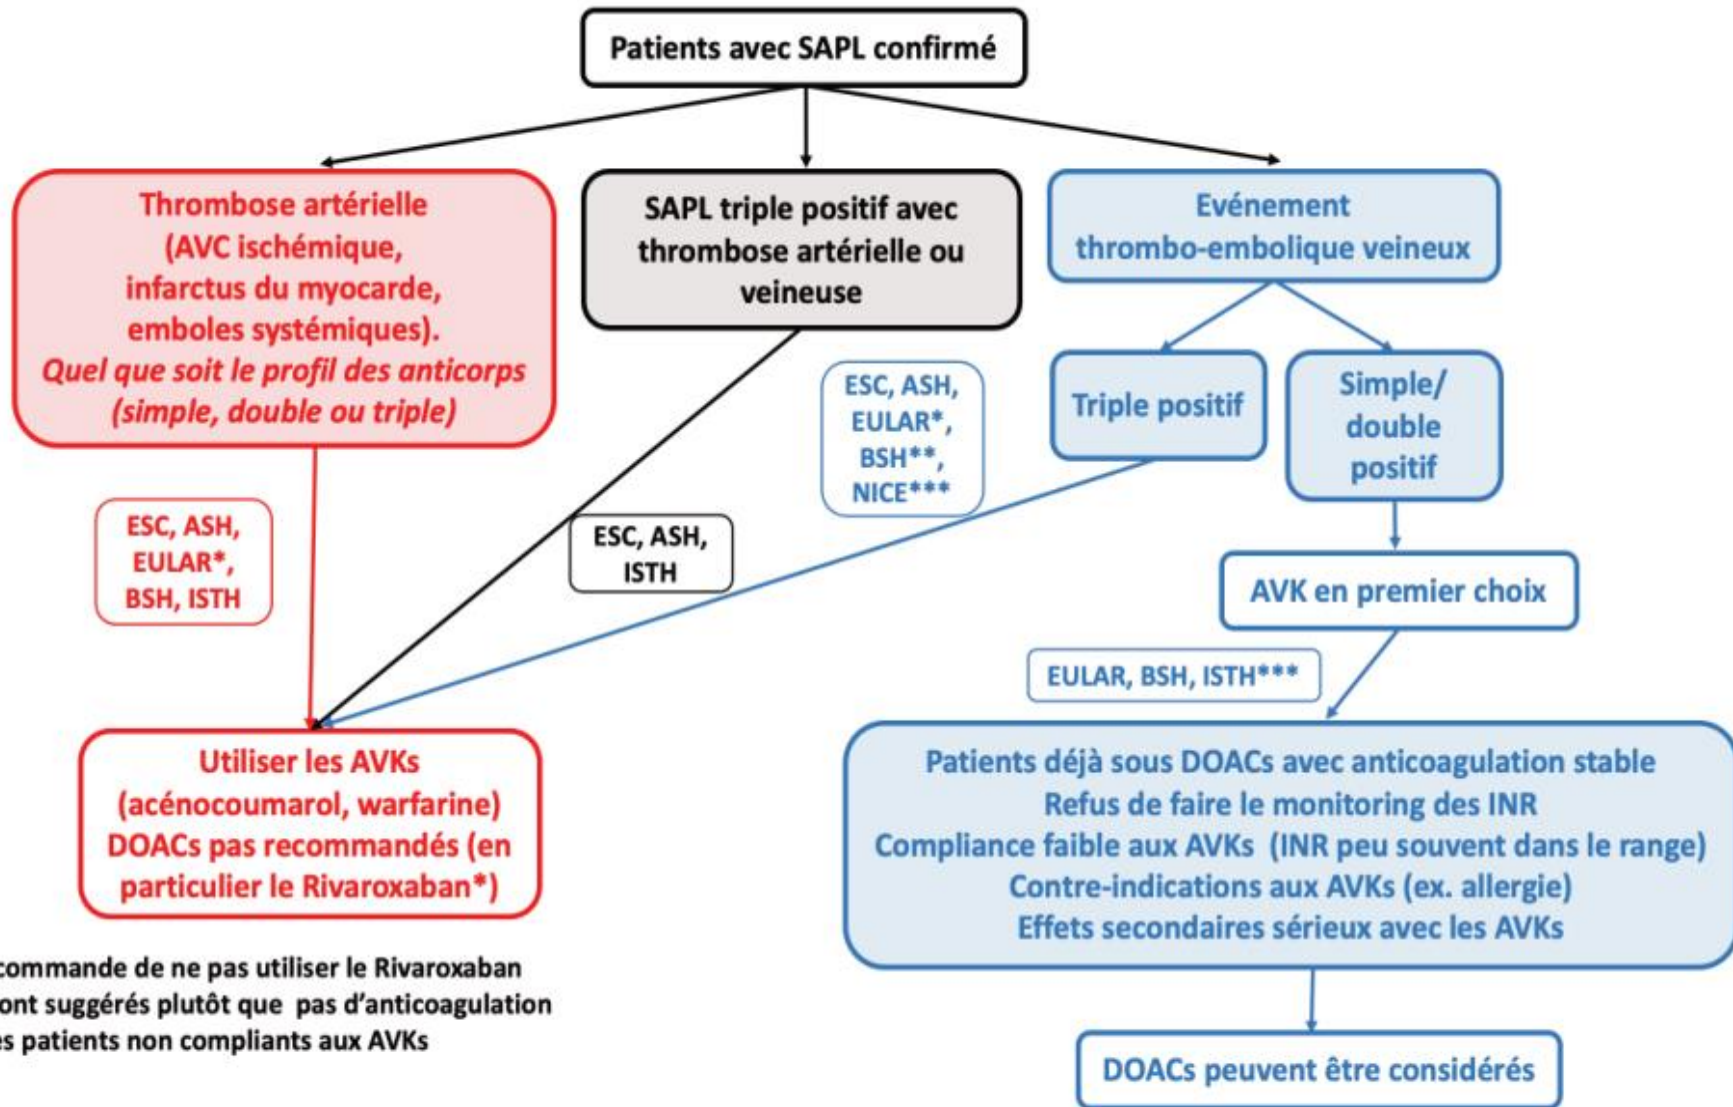 Patients avec SAPL confirmé
Thrombose artérielle
(AVC ischémique,
infarctus du myocarde,
emboles systémiques).
Quel que soit le profil des anticorps
(simple, double ou triple)
SAPL triple positif avec
thrombose artérielle ou
veineuse
Evénement
thrombo-embolique veineux
Triple positif
Simple/
double
positif
ESC, ASH,
EULAR*,
BSH**,
NICE***
ESC, ASH,
EULAR*,
BSH, ISTH
ESC, ASH,
ISTH
AVK en premier choix
EULAR, BSH, ISTH***
Utiliser les AVKs
(acénocoumarol, warfarine)
DOACs pas recommandés (en
particulier le Rivaroxaban*)
Patients déjà sous DOACs avec anticoagulation stable
Refus de faire le monitoring des INR
Compliance faible aux AVKs (INR peu souvent dans le range)
Contre-indications aux AVKs (ex. allergie)
Effets secondaires sérieux avec les AVKs
commande de ne pas utiliser le Rivaroxaban
ont suggérés plutôt que pas d'anticoagulation
es patients non compliants aux AVKs
DOACs peuvent être considérés